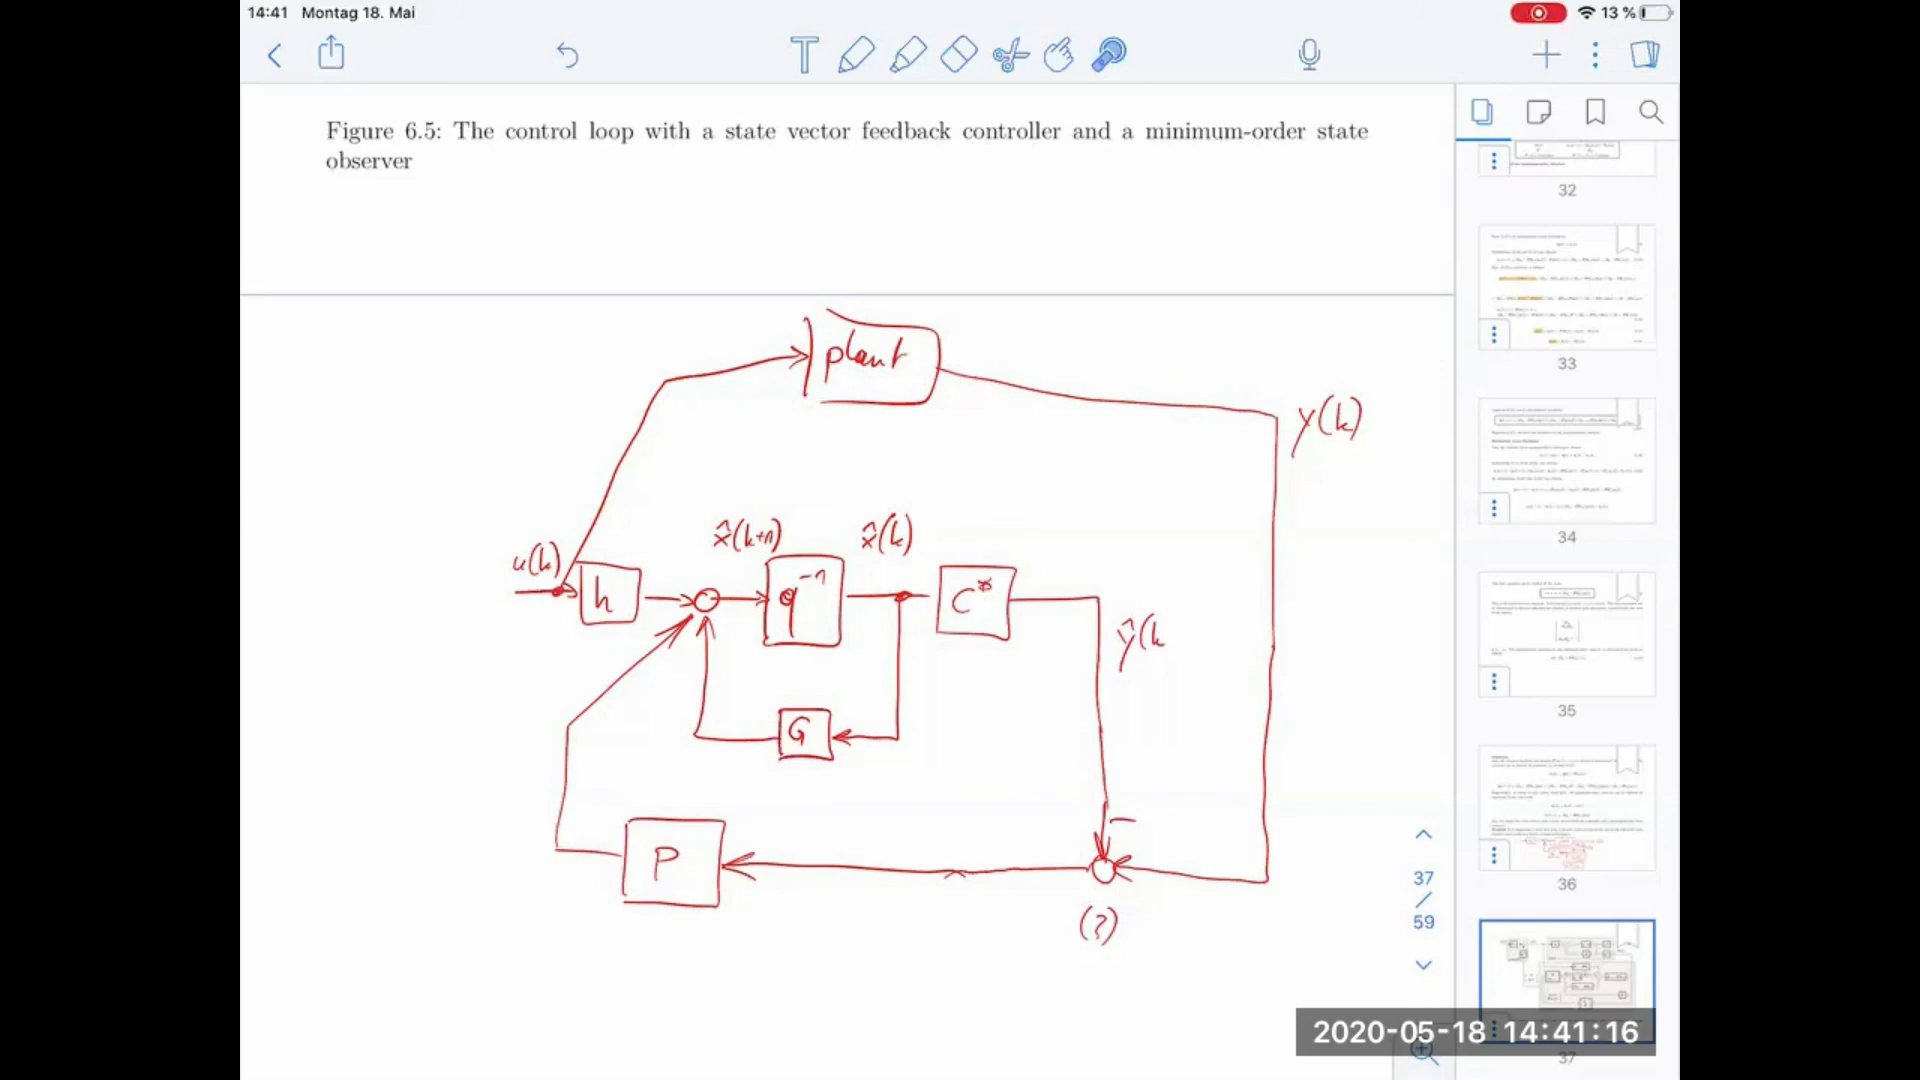 14:41 Montag 18. Mai
13 %
Figure 6.5: The control loop with a state vector feedback controller and a minimum-order state
observer
plant
y(k)
u(k)
h
x̂(k+1)
q⁻¹
x̂(k)
C*
ŷ(k
G
P
−
(?)
32
33
34
35
36
37
37
/
59
2020-05-18 14:41:16